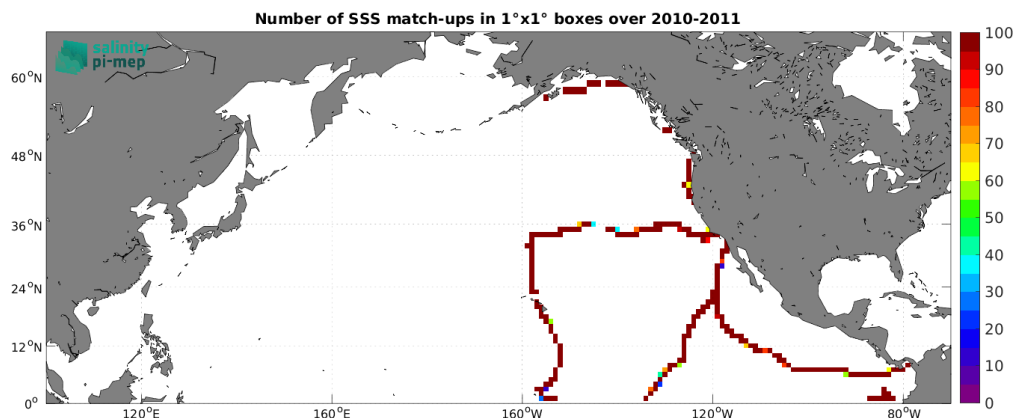 Number of SSS match-ups in 1°x1° boxes over 2010-2011
salinity
pi-mep
60°N
48°N
36°N
24°N
12°N
0°
120°E
160°E
160°W
120°W
80°W
100
90
80
70
60
50
40
30
20
10
0